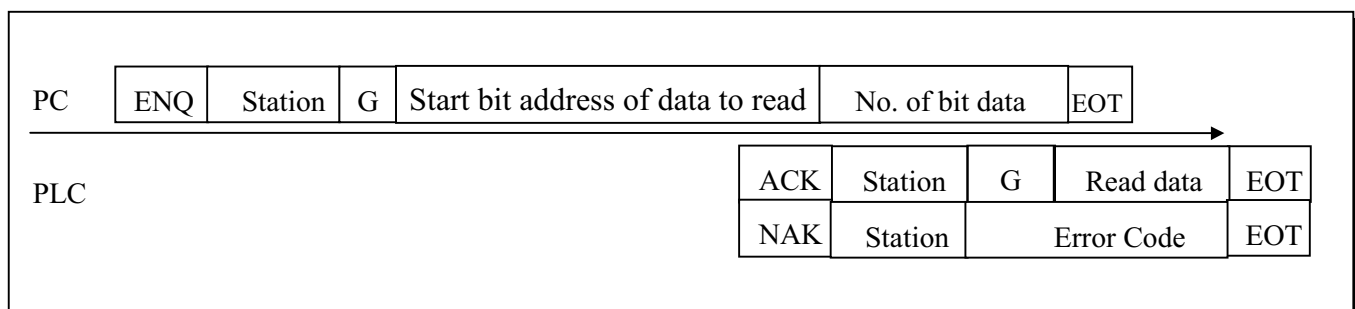 PC ENQ Station G Start bit address of data to read No. of bit data EOT
PLC ACK Station G Read data EOT
NAK Station Error Code EOT